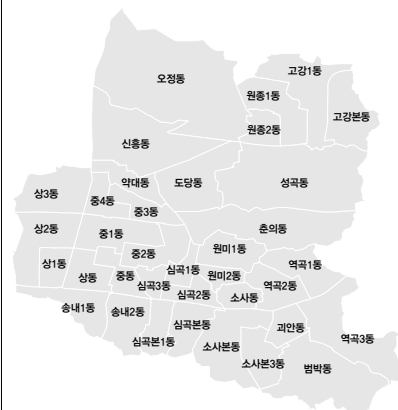 고강1동
오정동
원종1동
고강본동
원종2동
신흥동
약대동
도당동
성곡동
상3동
중4동
중3동
상2동
중1동
춘의동
원미1동
중2동
상1동
심곡1동
역곡1동
상동
중동
원미2동
심곡3동
역곡2동
심곡2동
소사동
송내1동
송내2동
심곡본동
괴안동
심곡본1동
소사본동
역곡3동
소사본3동
범박동